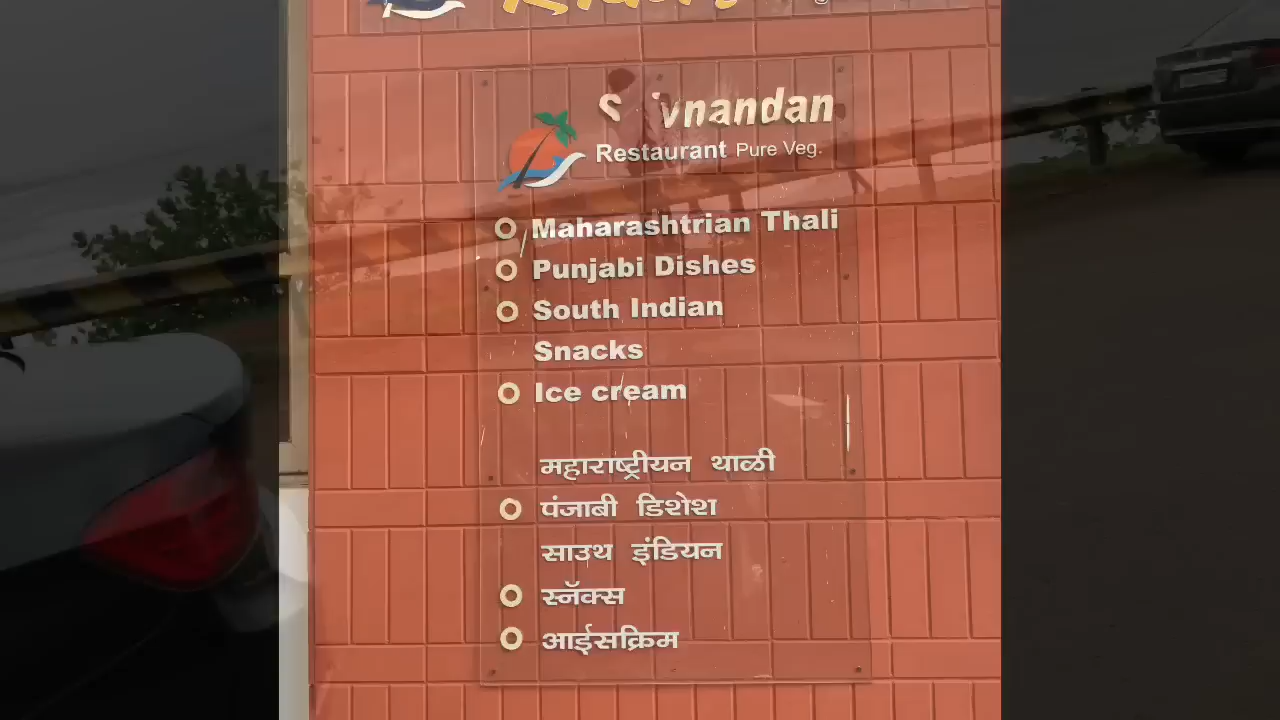 Restaurant Pure Veg.
Maharashtrian Thali
Punjabi Dishes
South Indian
Snacks
Ice cream
महाराष्ट्रीयन थाळी
पंजाबी डिशेश
साउथ इंडियन
स्नॅक्स
आईसक्रिम